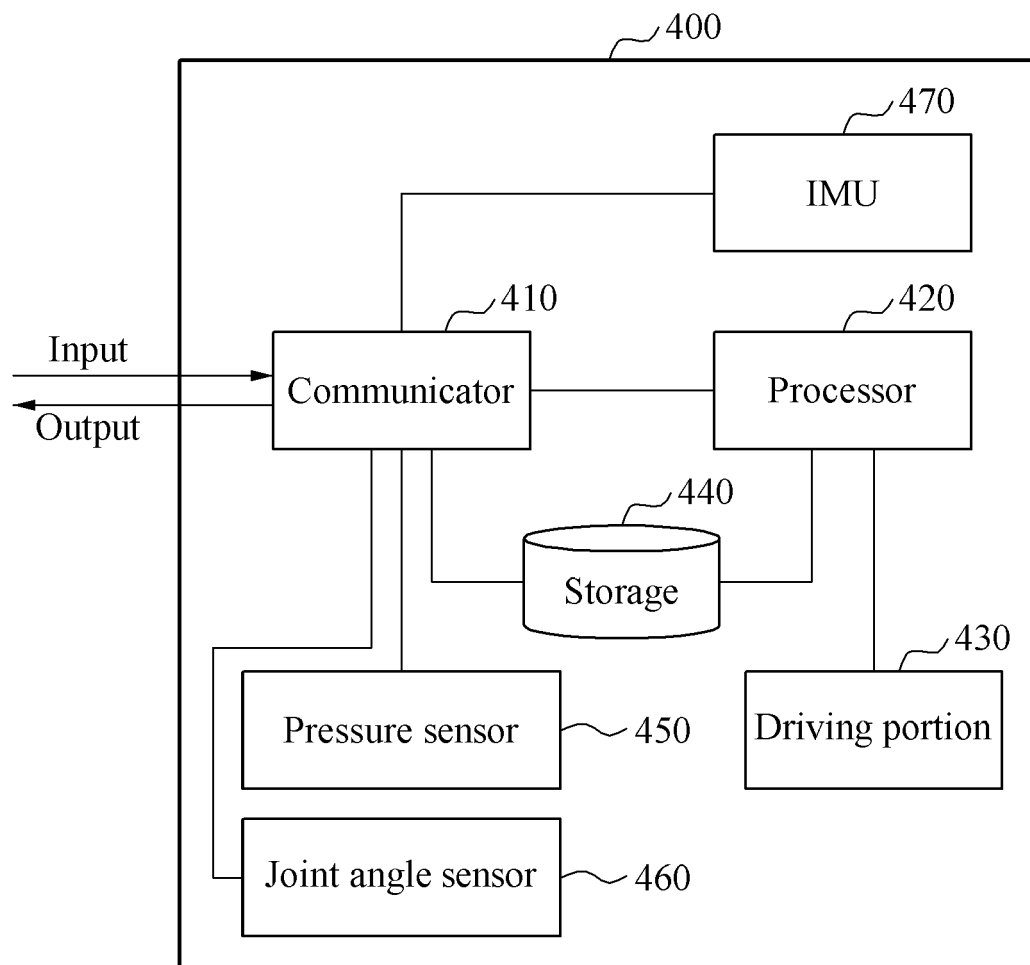 400
470
IMU
410
420
Input
Communicator
Processor
Output
440
Storage
430
Pressure sensor
450
Driving portion
Joint angle sensor
460